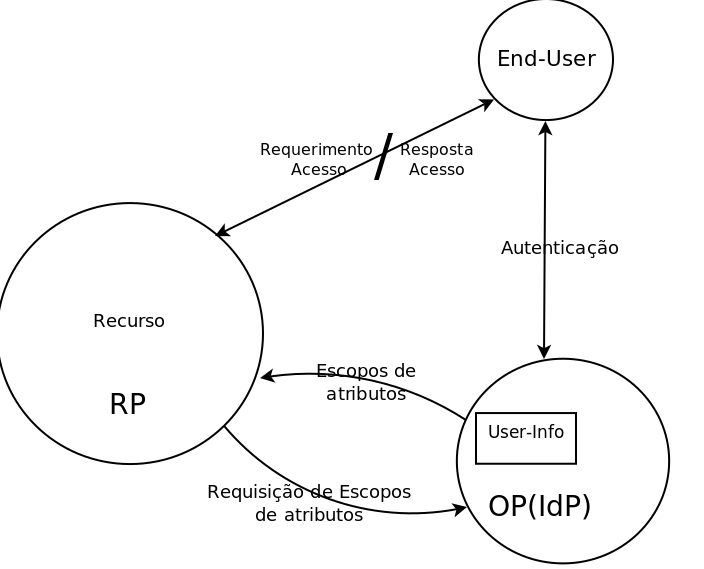 End-User
Requerimento
Acesso
/
Resposta
Acesso
Autenticação
Recurso
RP
Escopos de
atributos
User-Info
OP(IdP)
Requisição de Escopos
de atributos